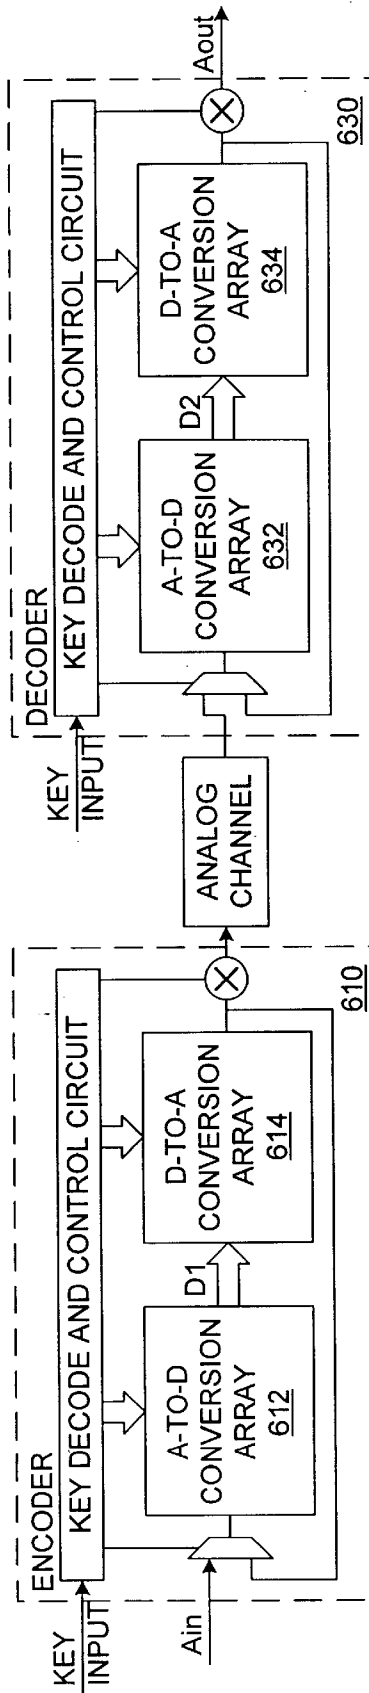 ENCODER
KEY
INPUT
KEY DECODE AND CONTROL CIRCUIT
Ain
A-TO-D
CONVERSION
ARRAY
612
D1
D-TO-A
CONVERSION
ARRAY
614
610
ANALOG
CHANNEL
DECODER
KEY
INPUT
KEY DECODE AND CONTROL CIRCUIT
A-TO-D
CONVERSION
ARRAY
632
D2
D-TO-A
CONVERSION
ARRAY
634
Aout
630